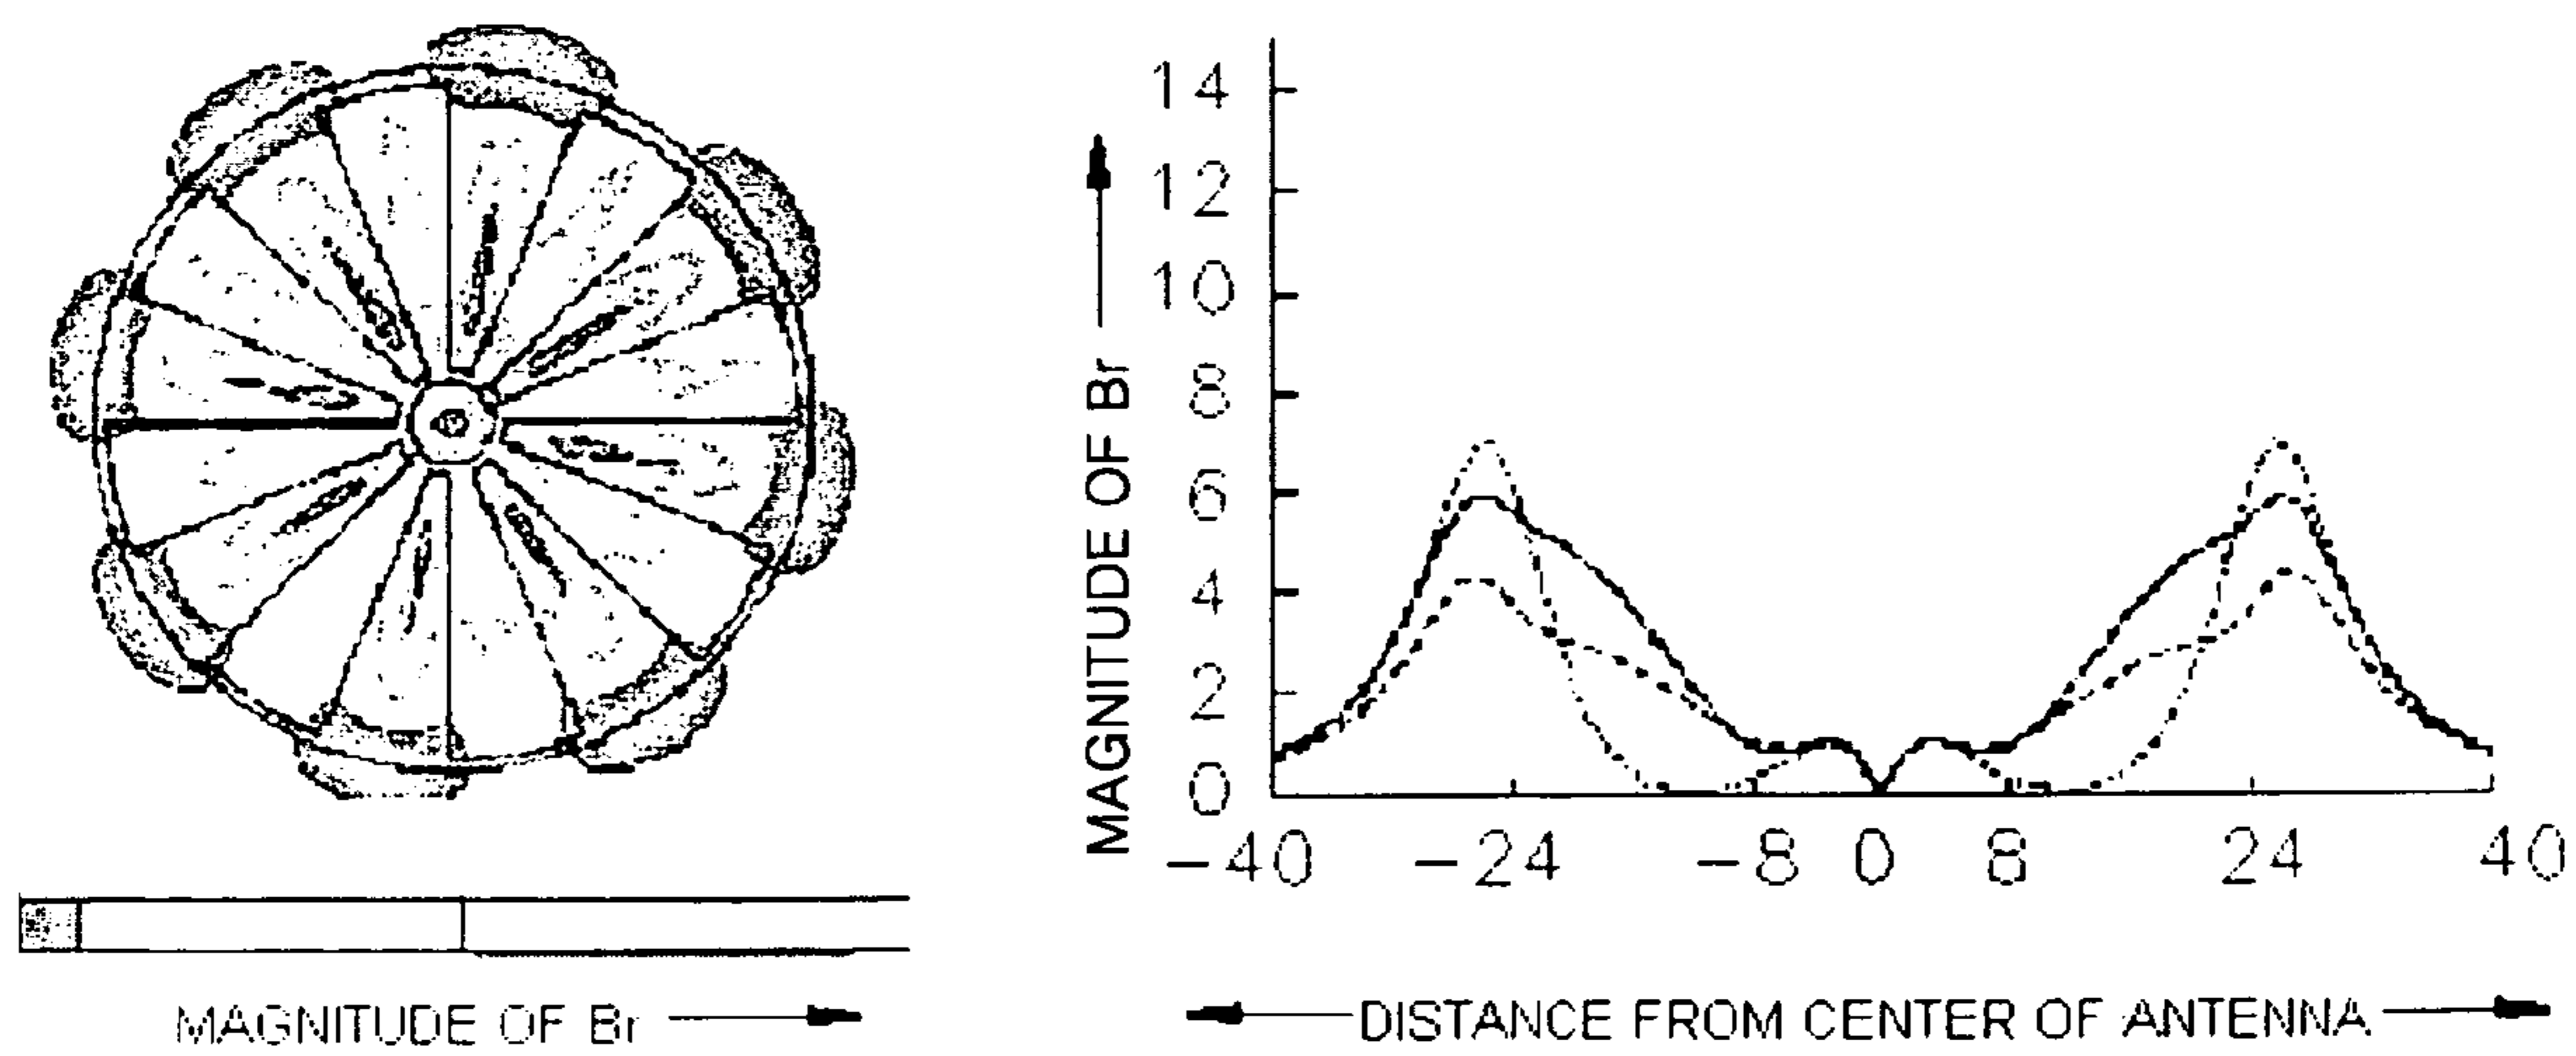 MAGNITUDE OF Br
14
12
10
8
6
4
2
0
-40 -24 -8 0 8 24 40
MAGNITUDE OF Br
DISTANCE FROM CENTER OF ANTENNA